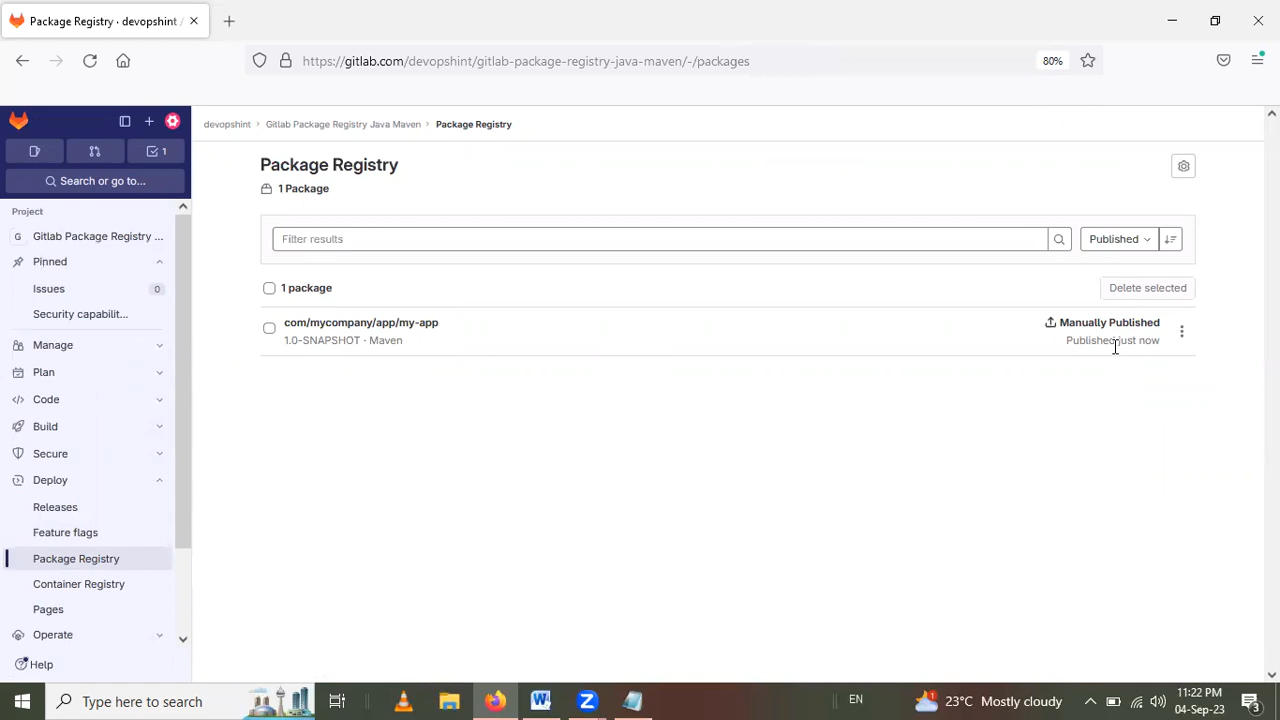 Package Registry · devopshint /
https://gitlab.com/devopshint/gitlab-package-registry-java-maven/-/packages
80%
devopshint › Gitlab Package Registry Java Maven › Package Registry
1
Search or go to...
Project
G Gitlab Package Registry ...
Pinned
Issues 0
Security capabilit...
Manage
Plan
Code
Build
Secure
Deploy
Releases
Feature flags
Package Registry
Container Registry
Pages
Operate
Help
Package Registry
1 Package
Filter results
Published
1 package
Delete selected
com/mycompany/app/my-app
Manually Published
1.0-SNAPSHOT · Maven
Published just now
Type here to search
W
Z
EN
23°C Mostly cloudy
11:22 PM
04-Sep-23
3